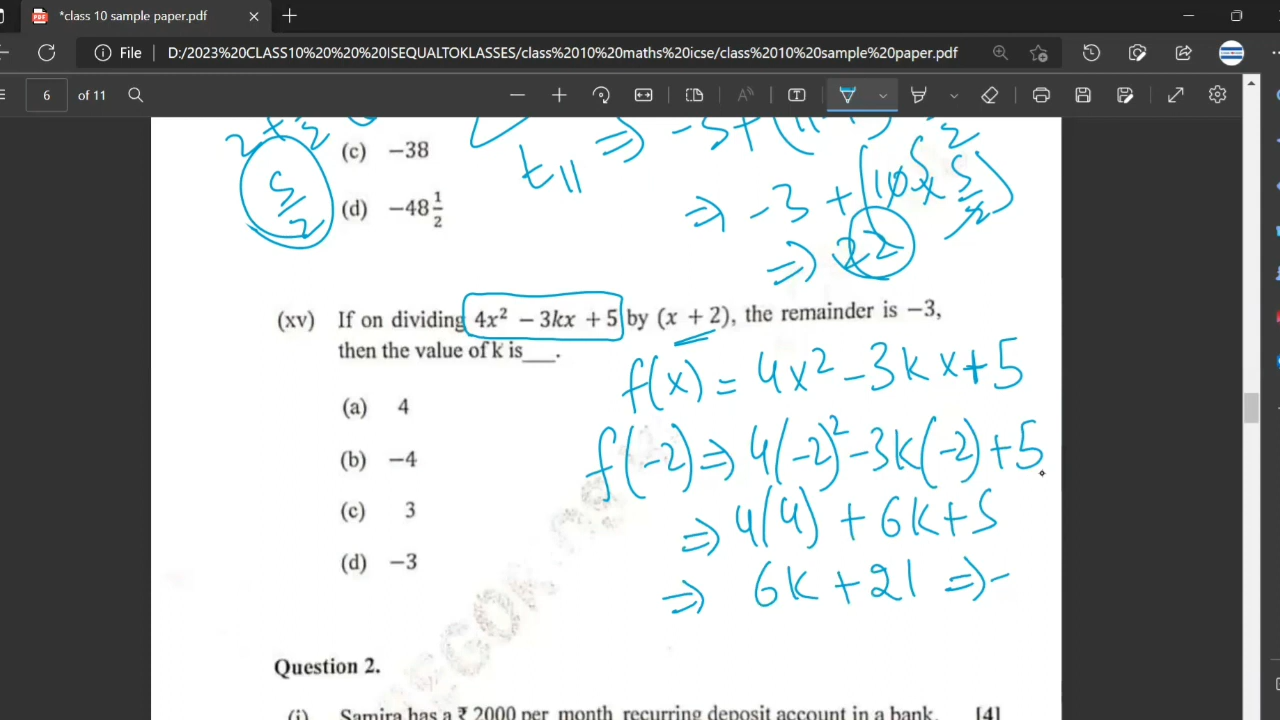 *class 10 sample paper.pdf
File D:/2023%20CLASS10%20%20%20ISEQUALTOKLASSES/class%2010%20maths%20icse/class%2010%20sample%20paper.pdf
6 of 11
(c) −38
t11
(d) −48 1/2
5/2
⇒ −3 + (10 × 5/2)
⇒ 22
(xv) If on dividing 4x² − 3kx + 5 by (x + 2), the remainder is −3,
then the value of k is___.
f(x) = 4x² − 3kx + 5
(a) 4
f(-2) ⇒ 4(-2)² − 3k(-2) + 5
(b) −4
(c) 3
⇒ 4(4) + 6k + 5
(d) −3
⇒ 6k + 21 ⇒ -
Question 2.
(i) Samira has a ₹ 2000 per month recurring deposit account in a bank. [4]